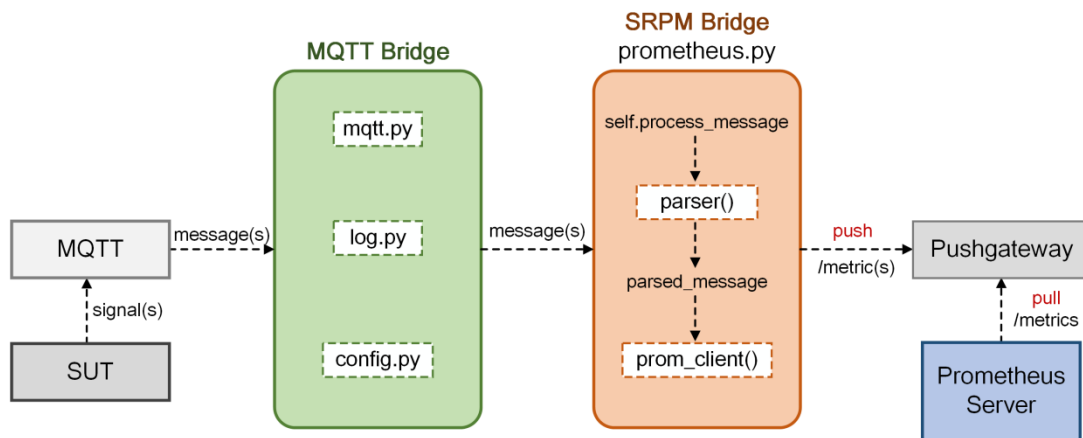 MQTT Bridge
mqtt.py
log.py
config.py
SRPM Bridge
prometheus.py
self.process_message
parser()
parsed_message
prom_client()
MQTT
message(s)
signal(s)
SUT
message(s)
push
/metric(s)
Pushgateway
pull
/metrics
Prometheus
Server